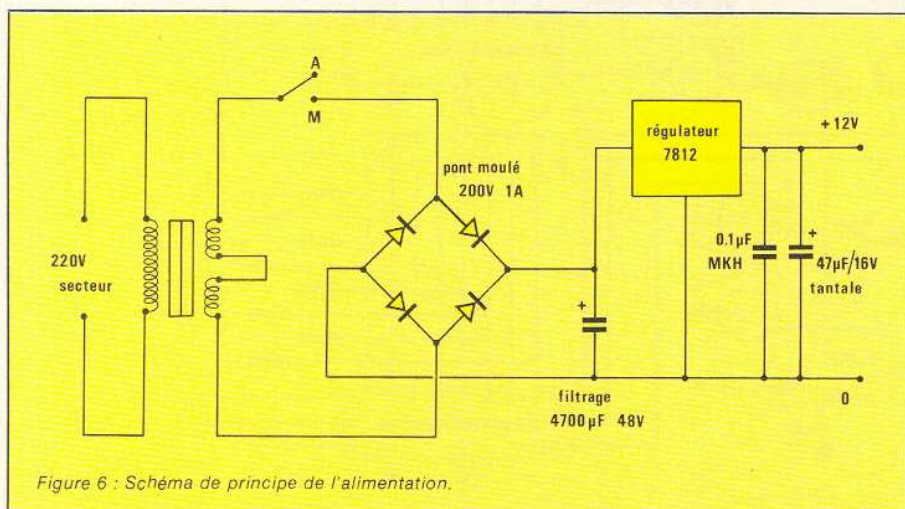 A
M
pont moulé
200V 1A
régulateur
7812
+12V
220V
secteur
0.1µF
MKH
+
47µF/16V
tantale
+
filtrage
4700µF 48V
0
Figure 6 : Schéma de principe de l'alimentation.